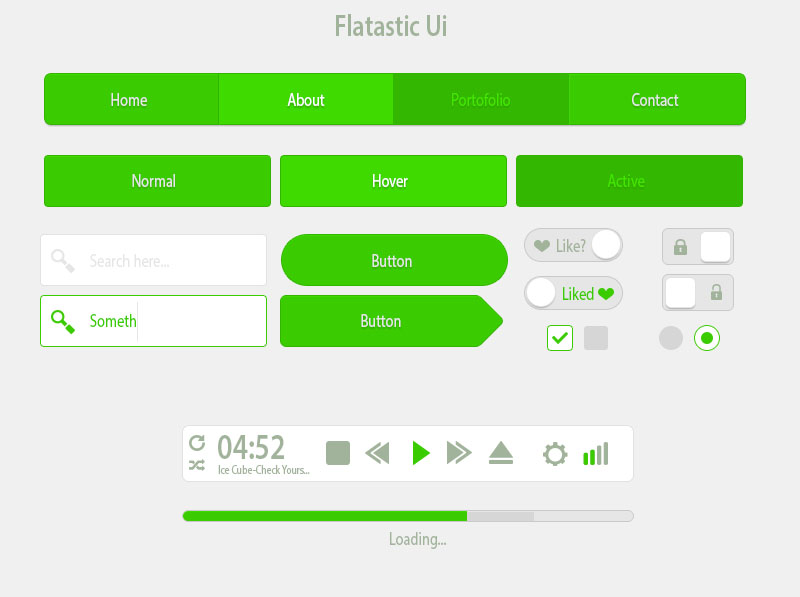 Flatastic Ui
Home About Portofolio Contact
Normal Hover Active
Search here...
Button
Like?
Someth
Button
Liked
04:52
Ice Cube-Check Yours...
Loading...